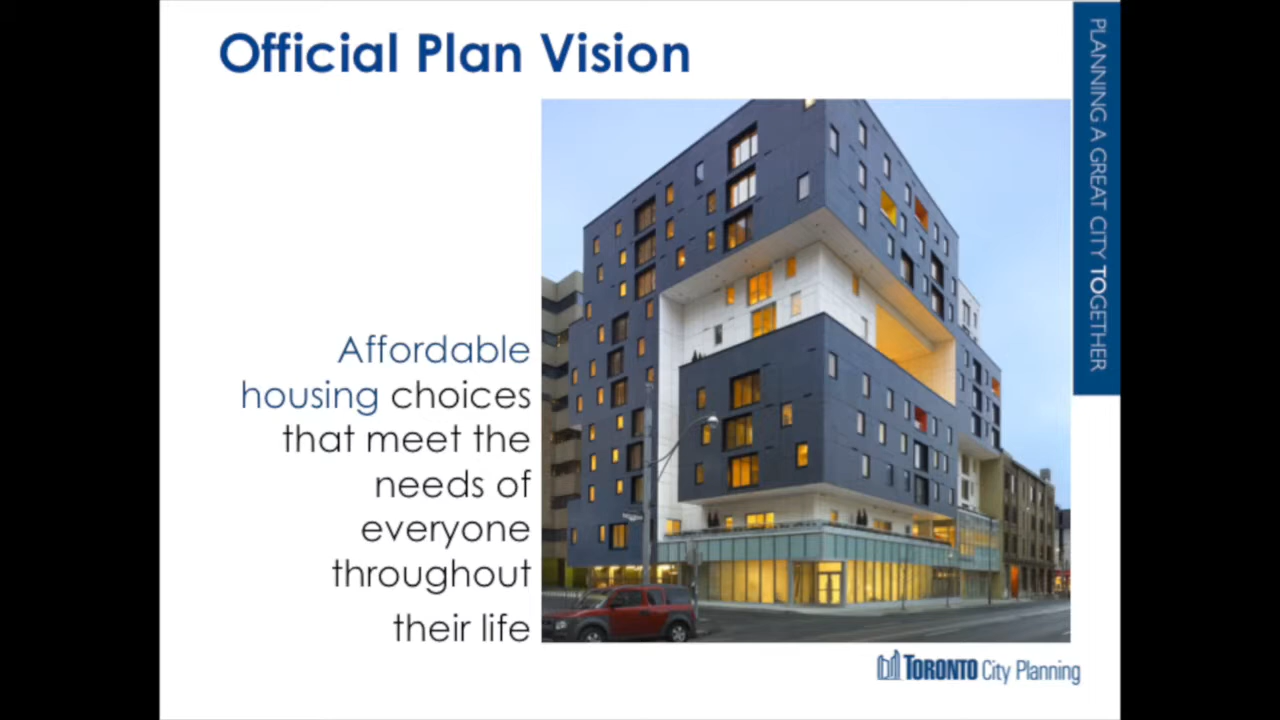 Official Plan Vision
PLANNING A GREAT CITY TOGETHER
Affordable
housing choices
that meet the
needs of
everyone
throughout
their life
TORONTO City Planning